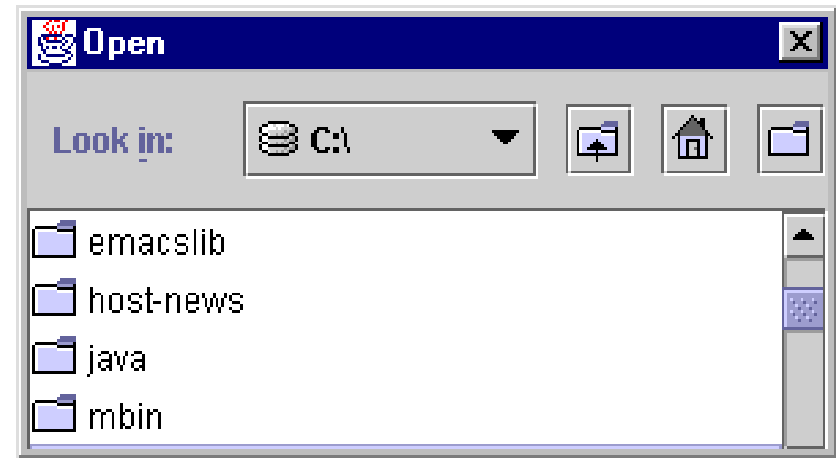 Open
Look in: C:\
emacslib
host-news
java
mbin